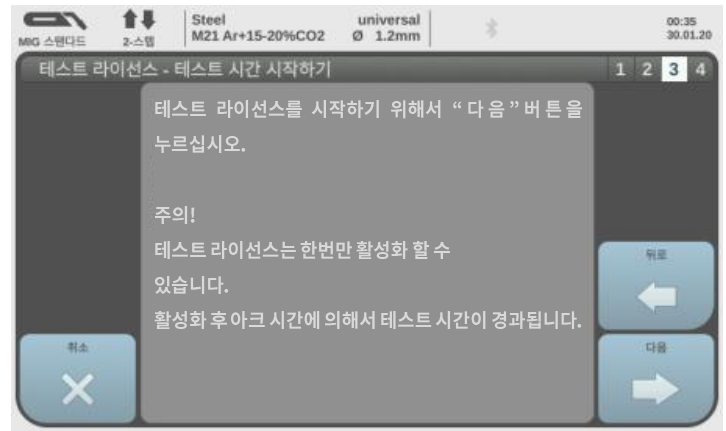 MIG 스탠다드
2-스텝
Steel universal
M21 Ar+15-20%CO2 Ø 1.2mm
00:35
30.01.20
테스트 라이선스 - 테스트 시간 시작하기 1 2 3 4
테스트 라이선스를 시작하기 위해서 “다음”버튼을
누르십시오.
주의!
테스트 라이선스는 한번만 활성화 할 수
있습니다.
활성화 후 아크 시간에 의해서 테스트 시간이 경과됩니다.
뒤로
취소
다음